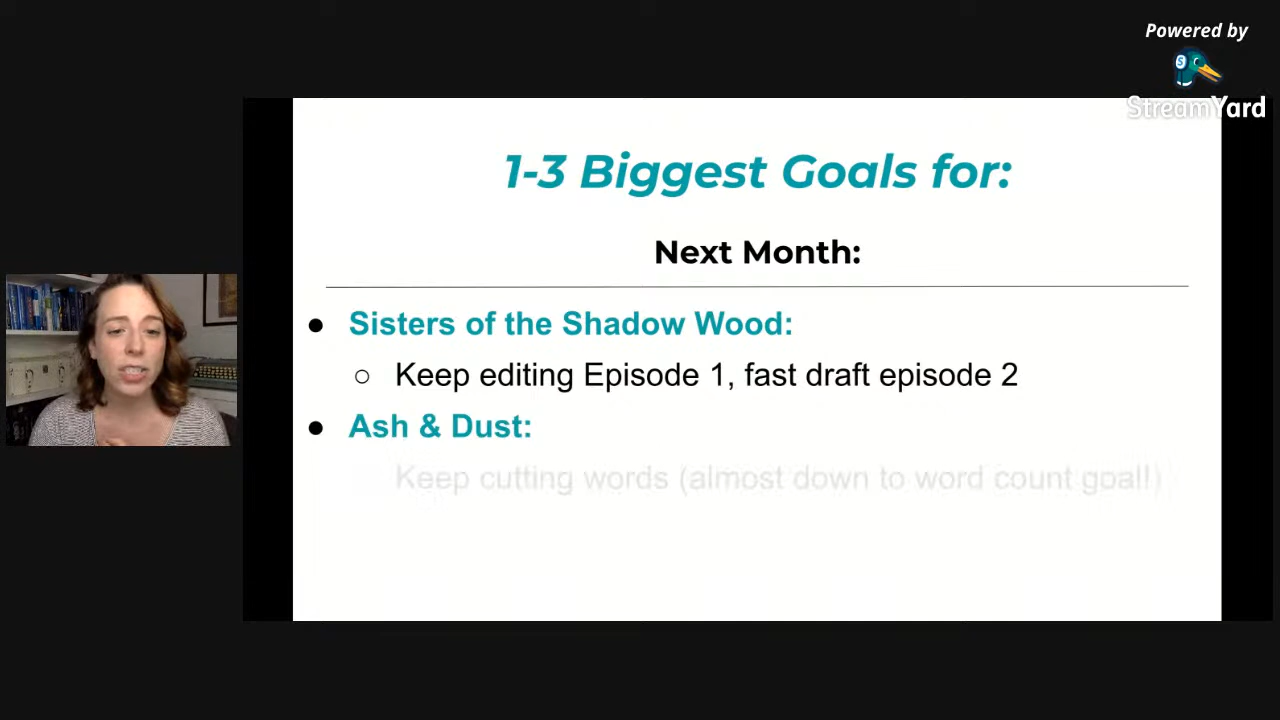 Powered by
StreamYard
1-3 Biggest Goals for:
Next Month:
● Sisters of the Shadow Wood:
○ Keep editing Episode 1, fast draft episode 2
● Ash & Dust:
Keep cutting words (almost down to word count goal!)